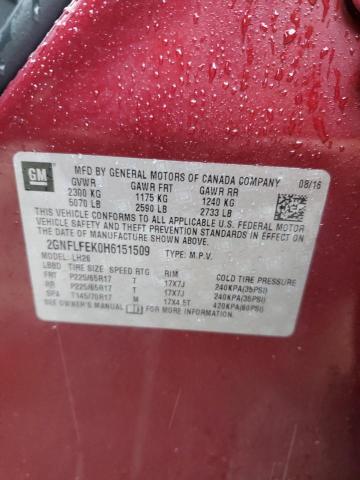 GM
MFD BY GENERAL MOTORS OF CANADA COMPANY 08/16
GVWR GAWR FRT GAWR RR
2300 KG 1175 KG 1240 KG
5070 LB 2590 LB 2733 LB
THIS VEHICLE CONFORMS TO ALL APPLICABLE U.S. FEDERAL MOTOR
VEHICLE SAFETY, BUMPER, AND THEFT PREVENTION STANDARDS IN
EFFECT ON THE DATE OF MANUFACTURE SHOWN ABOVE.
2GNFLFEK0H6151509 TYPE: M.P.V.
MODEL: LH26
LBBD TIRE SIZE SPEED RTG RIM COLD TIRE PRESSURE
FRT P225/65R17 T 17X7J 240KPA(35PSI)
RR P225/65R17 T 17X7J 240KPA(35PSI)
SPA T145/70R17 M 17X4.5T 420KPA(60PSI)
SEE OWNER'S MANUAL FOR ADDITIONAL INFORMATION.